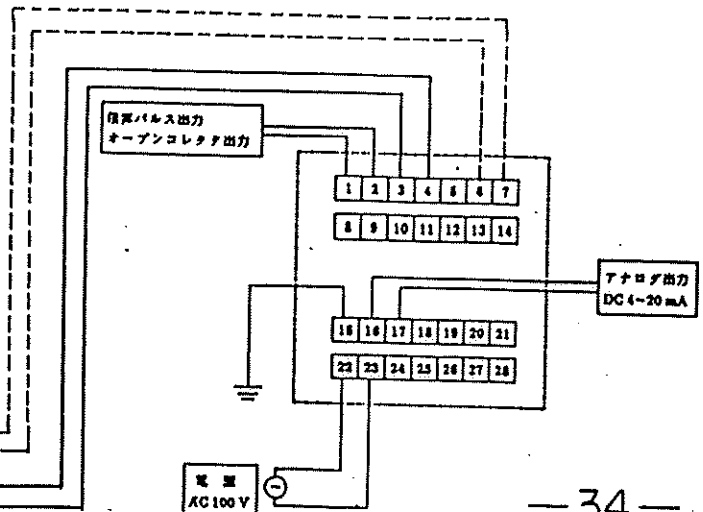 積算パルス出力
オープンコレクタ出力
1 2 3 4 5 6 7
8 9 10 11 12 13 14
アナログ出力
DC 4~20 mA
15 16 17 18 19 20 21
22 23 24 25 26 27 28
電源
AC 100 V
— 34 —